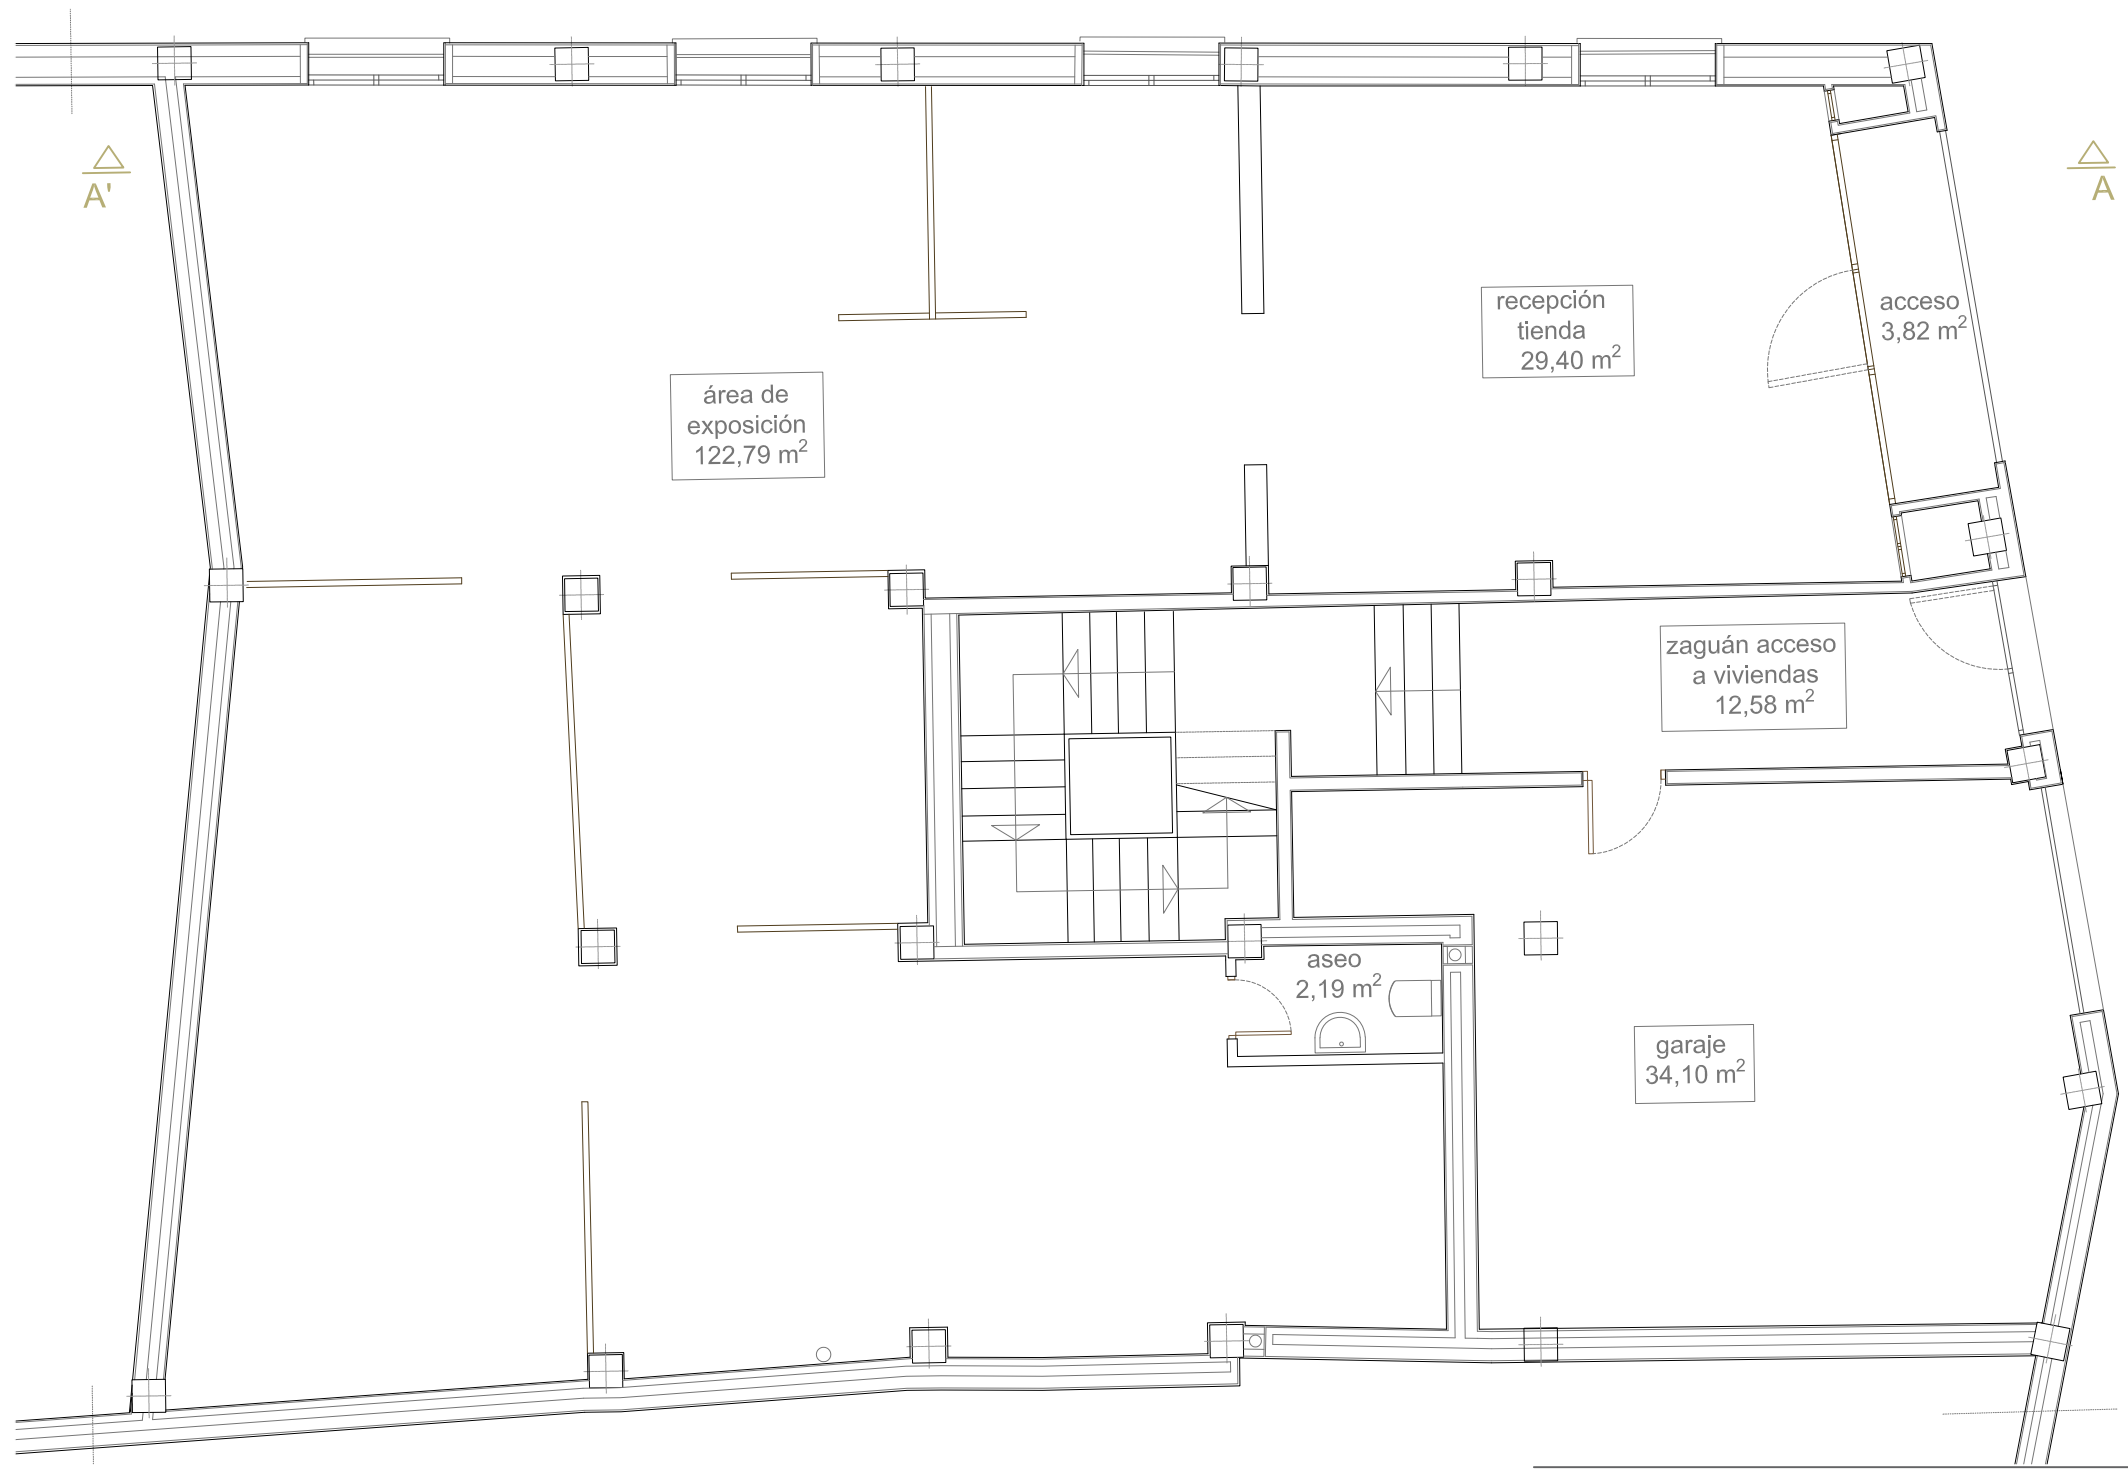 A'
A
recepción
tienda
29,40 m²
acceso
3,82 m²
área de
exposición
122,79 m²
zaguán acceso
a viviendas
12,58 m²
aseo
2,19 m²
garaje
34,10 m²